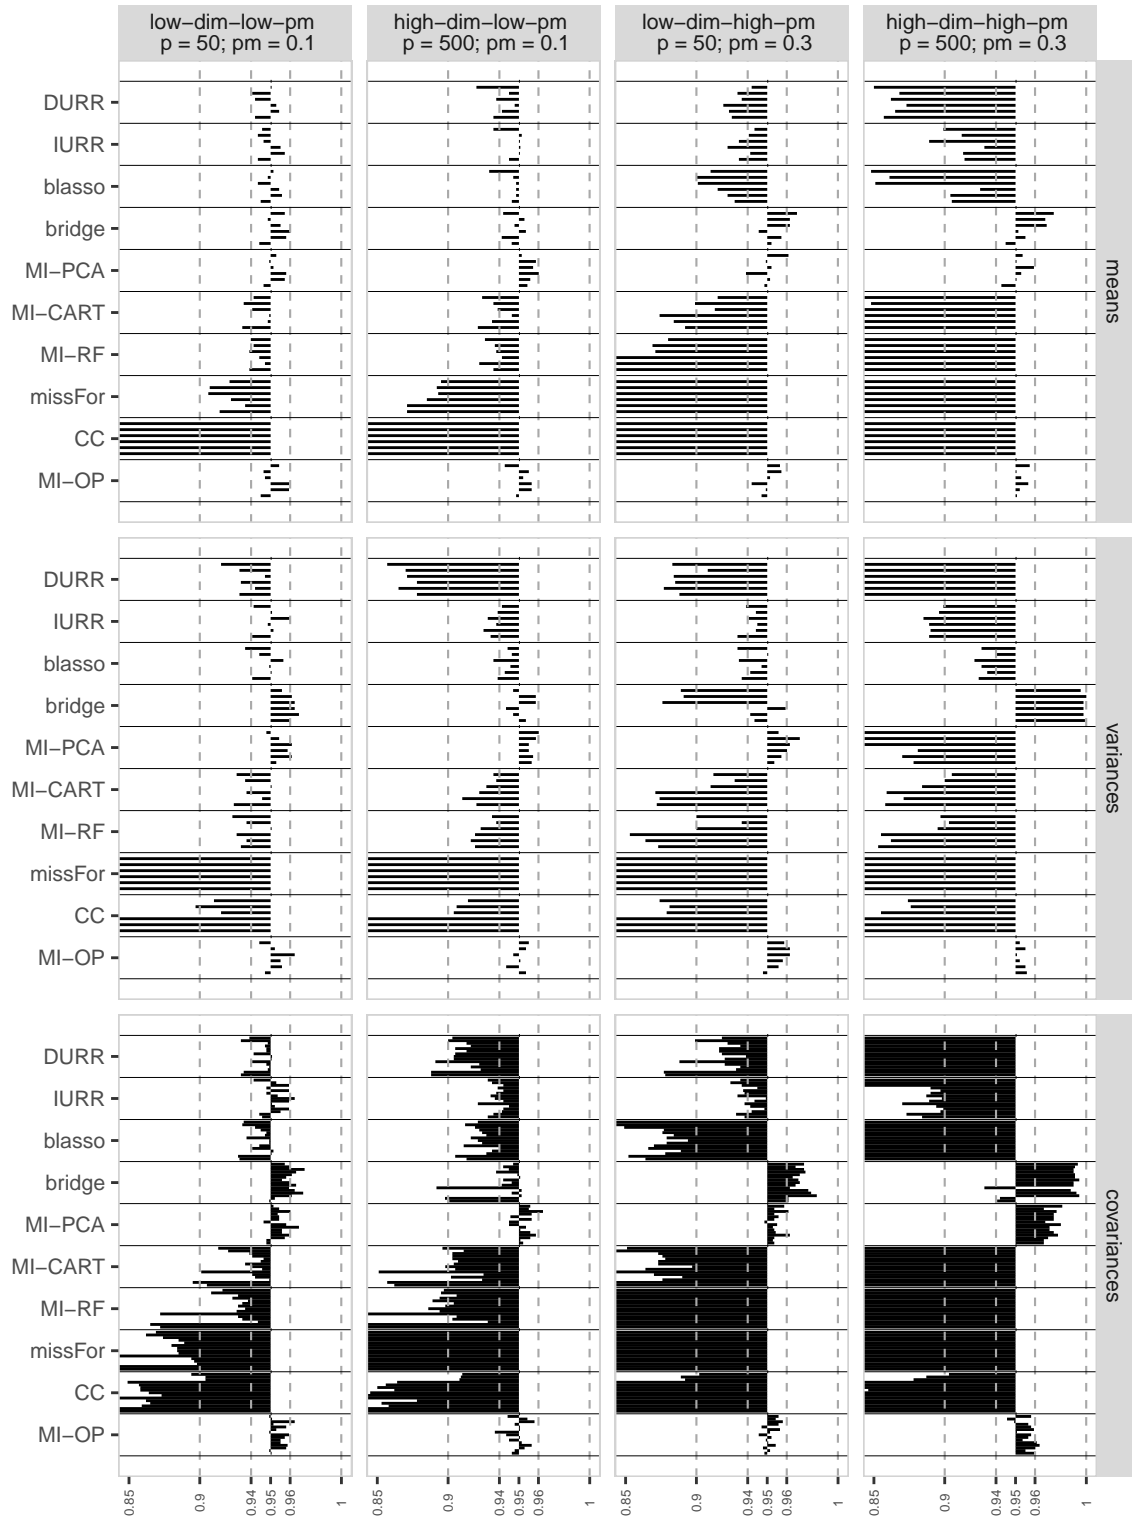 low−dim−low−pm
p = 50; pm = 0.1
high−dim−low−pm
p = 500; pm = 0.1
low−dim−high−pm
p = 50; pm = 0.3
high−dim−high−pm
p = 500; pm = 0.3
DURR
IURR
blasso
bridge
MI−PCA
MI−CART
MI−RF
missFor
CC
MI−OP
means
DURR
IURR
blasso
bridge
MI−PCA
MI−CART
MI−RF
missFor
CC
MI−OP
variances
DURR
IURR
blasso
bridge
MI−PCA
MI−CART
MI−RF
missFor
CC
MI−OP
covariances
0.85 0.9 0.94 0.95 0.96 1
0.85 0.9 0.94 0.95 0.96 1
0.85 0.9 0.94 0.95 0.96 1
0.85 0.9 0.94 0.95 0.96 1